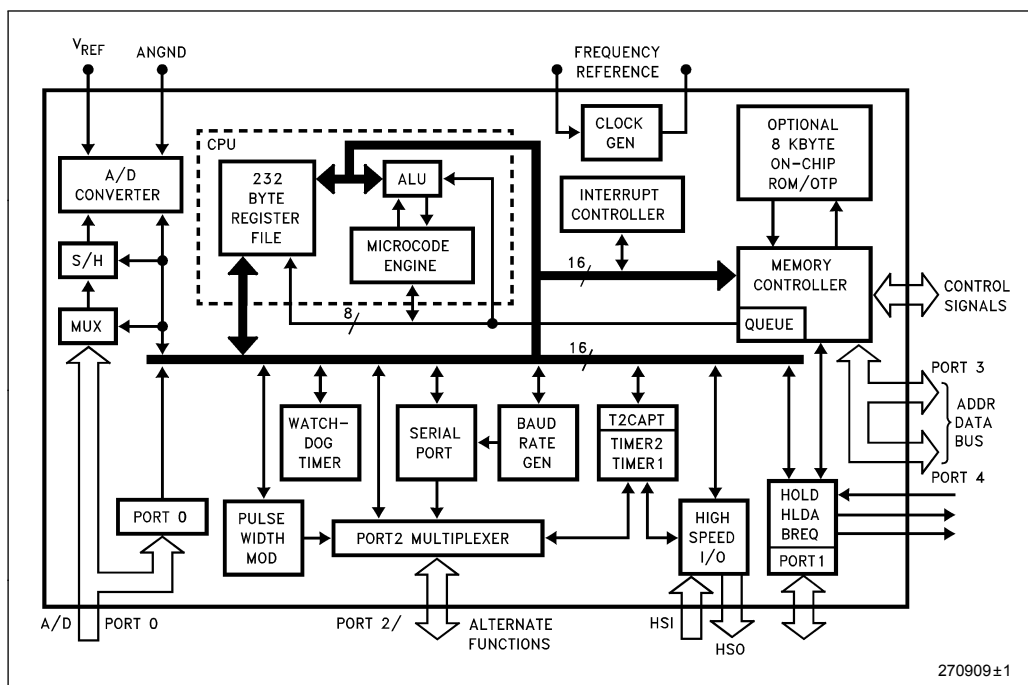 VREF
ANGND
FREQUENCY
REFERENCE
CPU
CLOCK
GEN
OPTIONAL
8 KBYTE
ON-CHIP
ROM/OTP
A/D
CONVERTER
232
BYTE
REGISTER
FILE
ALU
INTERRUPT
CONTROLLER
MICROCODE
ENGINE
S/H
MUX
16
MEMORY
CONTROLLER
QUEUE
CONTROL
SIGNALS
8
16
PORT 3
ADDR
DATA
BUS
PORT 4
WATCH-
DOG
TIMER
SERIAL
PORT
BAUD
RATE
GEN
T2CAPT
TIMER2
TIMER1
PORT 0
PULSE
WIDTH
MOD
PORT2 MULTIPLEXER
HIGH
SPEED
I/O
HOLD
HLDA
BREQ
PORT1
A/D
PORT 0
PORT 2/
ALTERNATE
FUNCTIONS
HSI
HSO
270909±1